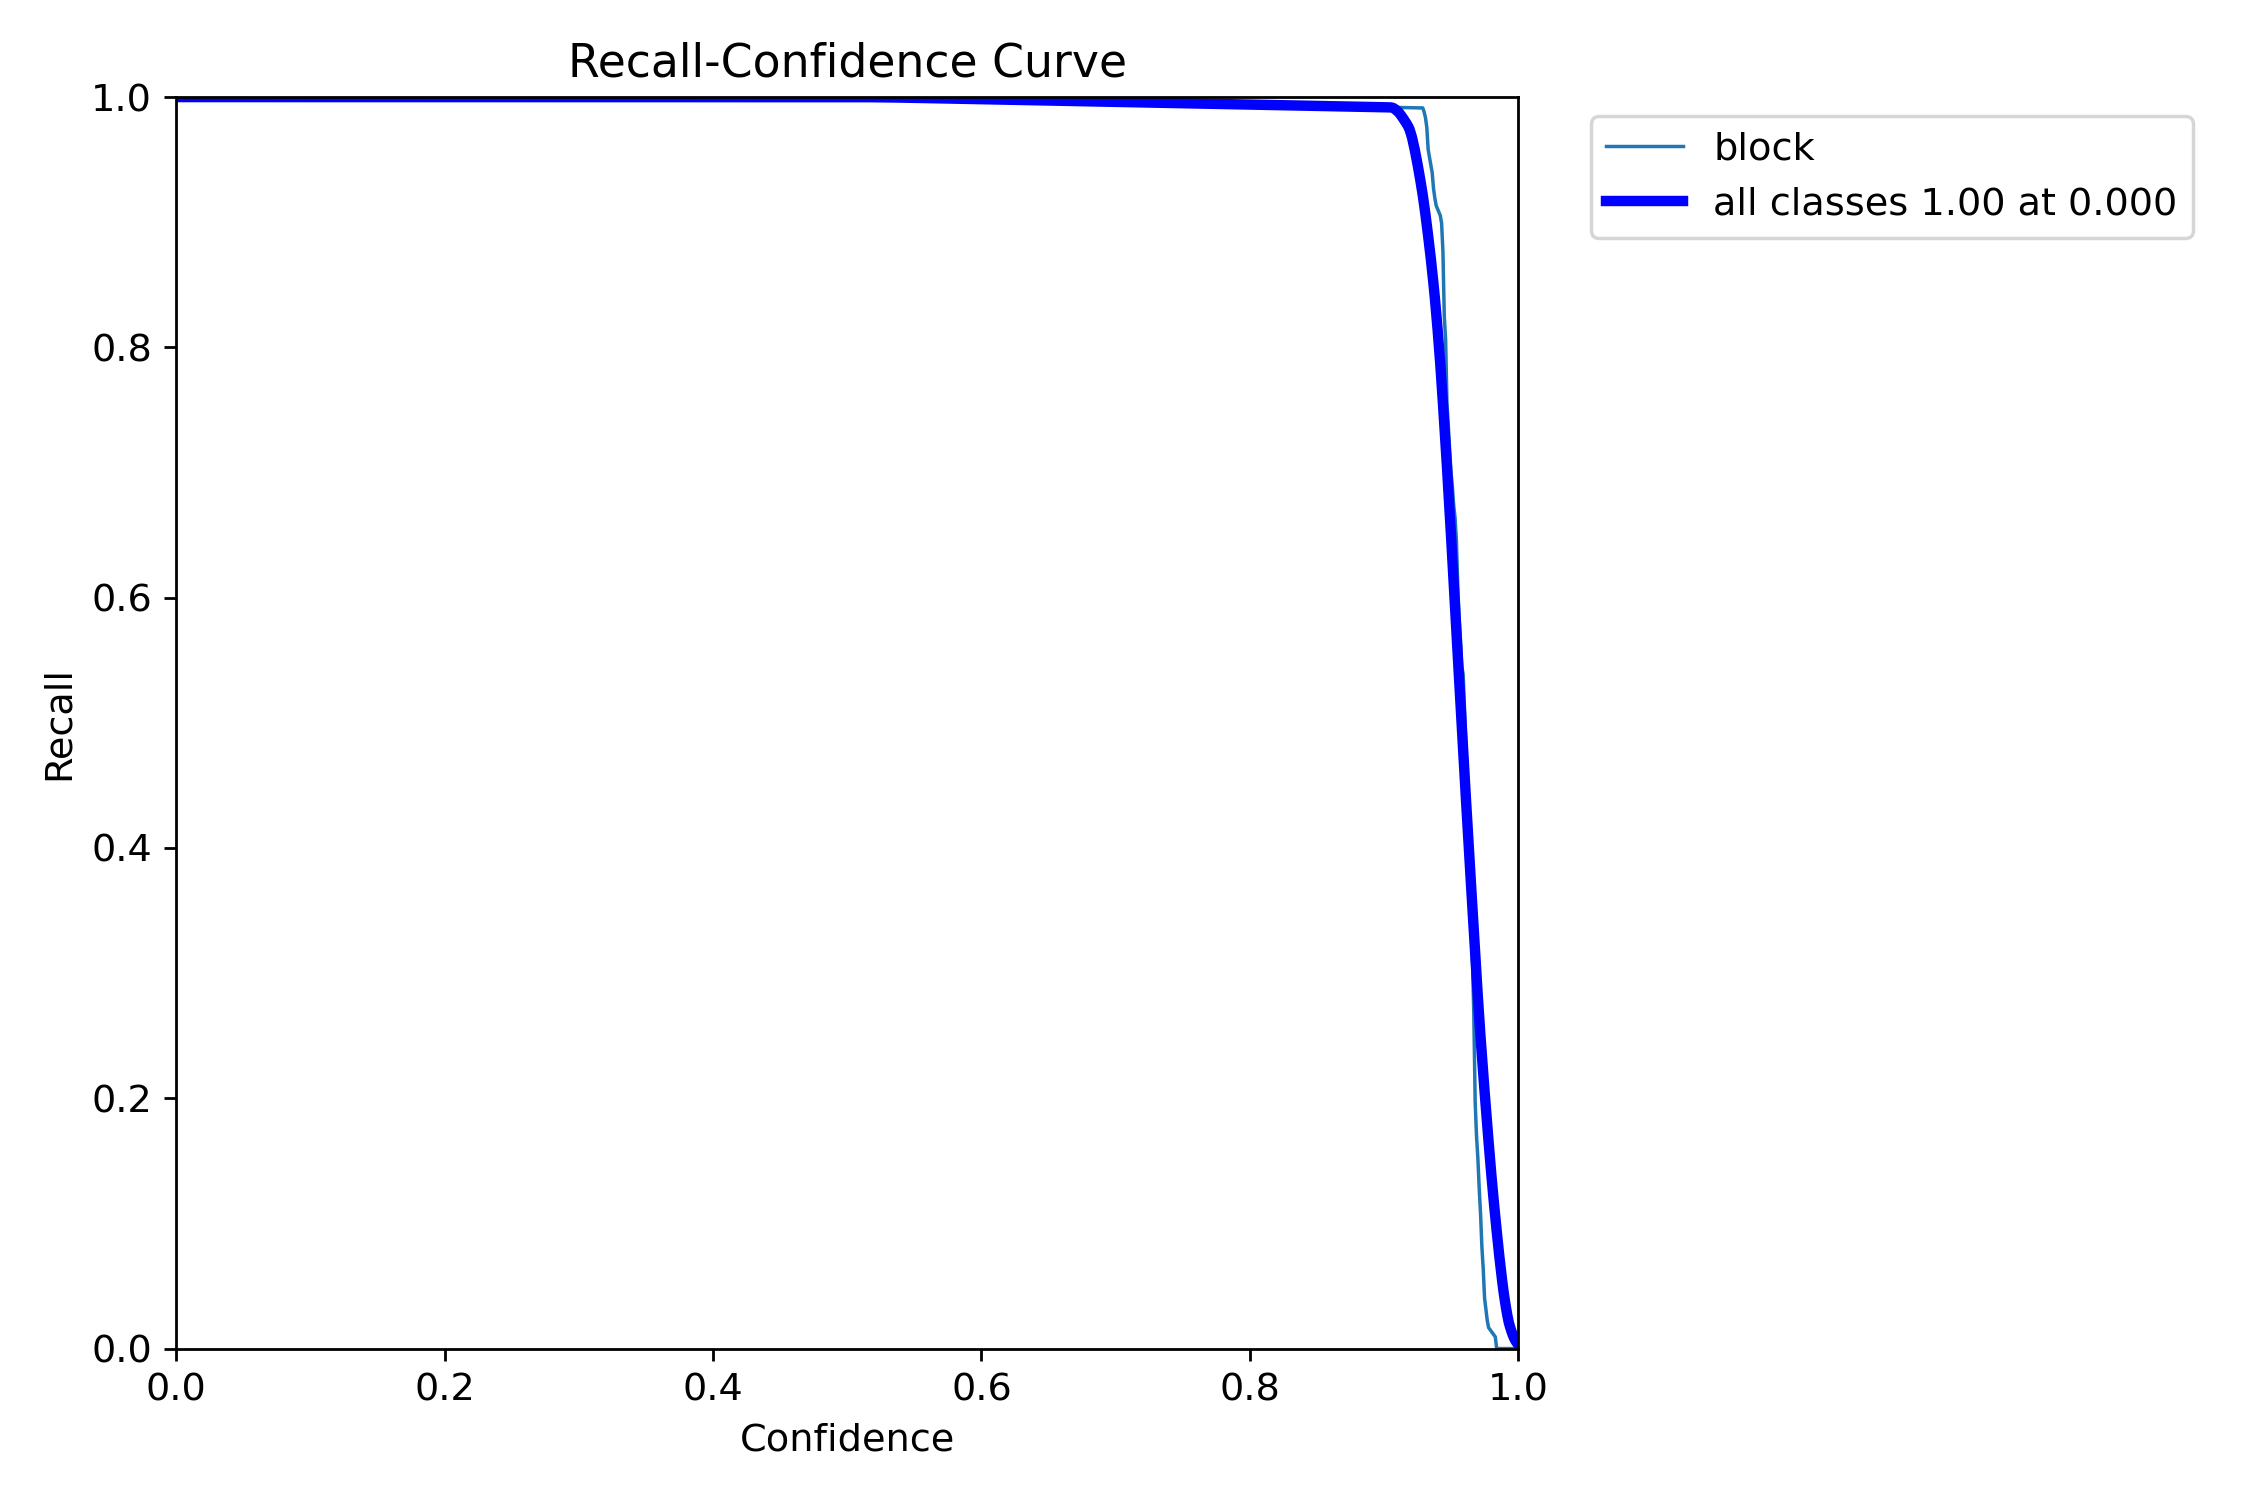 Recall-Confidence Curve
1.0
0.8
0.6
0.4
0.2
0.0
Recall
0.0 0.2 0.4 0.6 0.8 1.0
Confidence
block
all classes 1.00 at 0.000